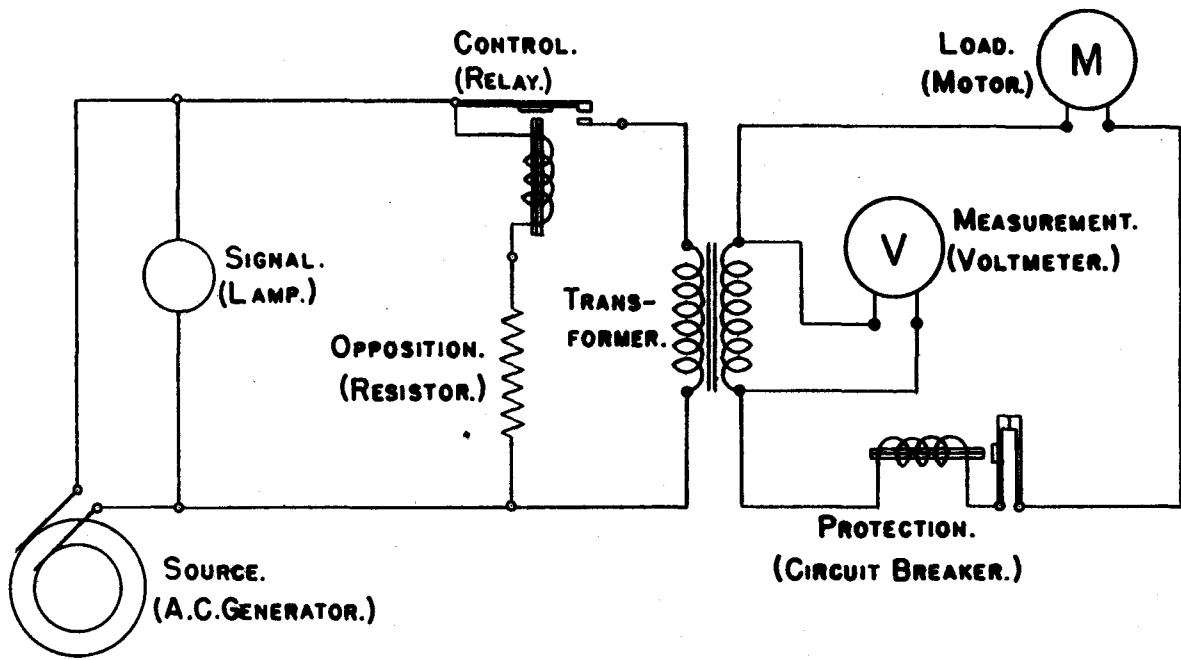 CONTROL.
(RELAY.)
LOAD.
(MOTOR.)
M
SIGNAL.
(LAMP.)
OPPOSITION.
(RESISTOR.)
TRANS-
FORMER.
V
MEASUREMENT.
(VOLTMETER.)
PROTECTION.
(CIRCUIT BREAKER.)
SOURCE.
(A.C.GENERATOR.)